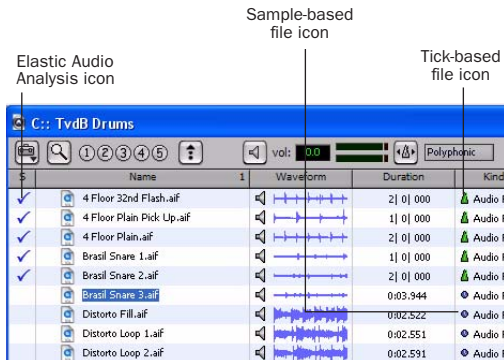 Sample-based
file icon
Elastic Audio
Analysis icon
Tick-based
file icon
C:: TvdB Drums
1 2 3 4 5 vol: 0.0 Polyphonic
S Name 1 Waveform Duration Kind
4 Floor 32nd Flash.aif 2| 0| 000 Audio F
4 Floor Plain Pick Up.aif 1| 0| 000 Audio F
4 Floor Plain.aif 2| 0| 000 Audio F
Brasil Snare 1.aif 1| 0| 000 Audio F
Brasil Snare 2.aif 2| 0| 000 Audio F
Brasil Snare 3.aif 0:03.944 Audio F
Distorto Fill.aif 0:02.522 Audio F
Distorto Loop 1.aif 0:02.551 Audio F
Distorto Loop 2.aif 0:02.591 Audio F